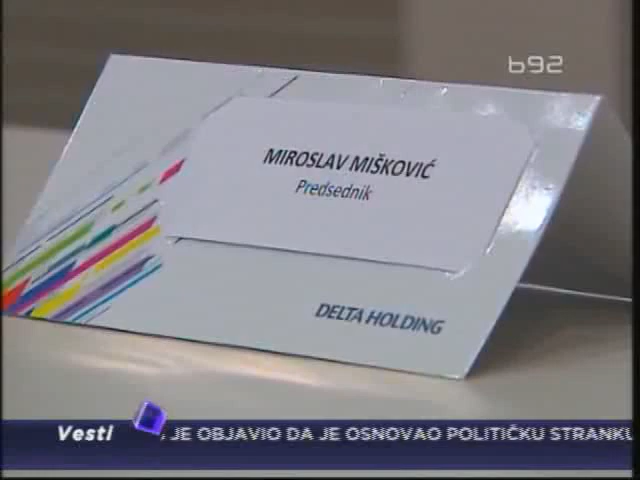 b92
MIROSLAV MIŠKOVIĆ
Predsednik
DELTA HOLDING
Vesti
JE OBJAVIO DA JE OSNOVAO POLITIČKU STRANKU